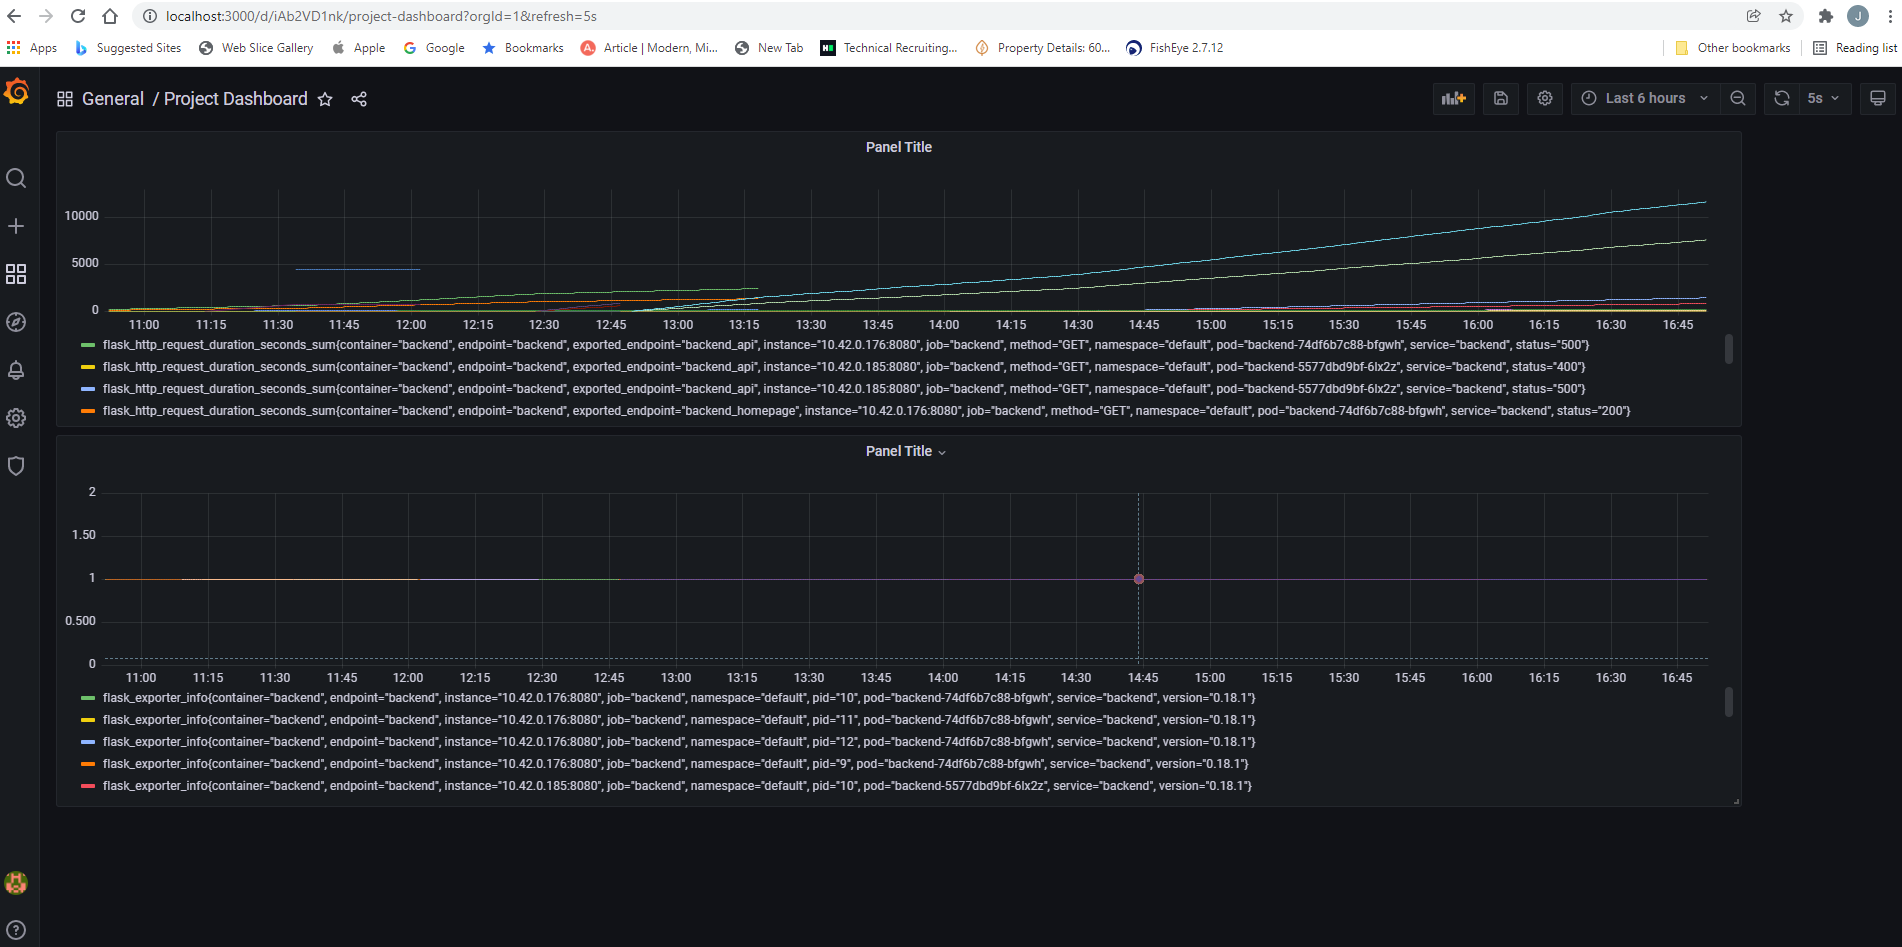 localhost:3000/d/iAb2VD1nk/project-dashboard?orgId=1&refresh=5s
J
Apps Suggested Sites Web Slice Gallery Apple Google Bookmarks Article | Modern, Mi... New Tab Technical Recruiting... Property Details: 60... FishEye 2.7.12 Other bookmarks Reading list
General / Project Dashboard Last 6 hours 5s
Panel Title
10000
5000
0
11:00 11:15 11:30 11:45 12:00 12:15 12:30 12:45 13:00 13:15 13:30 13:45 14:00 14:15 14:30 14:45 15:00 15:15 15:30 15:45 16:00 16:15 16:30 16:45
flask_http_request_duration_seconds_sum{container="backend", endpoint="backend", exported_endpoint="backend_api", instance="10.42.0.176:8080", job="backend", method="GET", namespace="default", pod="backend-74df6b7c88-bfgwh", service="backend", status="500"}
flask_http_request_duration_seconds_sum{container="backend", endpoint="backend", exported_endpoint="backend_api", instance="10.42.0.185:8080", job="backend", method="GET", namespace="default", pod="backend-5577dbd9bf-6lx2z", service="backend", status="400"}
flask_http_request_duration_seconds_sum{container="backend", endpoint="backend", exported_endpoint="backend_api", instance="10.42.0.185:8080", job="backend", method="GET", namespace="default", pod="backend-5577dbd9bf-6lx2z", service="backend", status="500"}
flask_http_request_duration_seconds_sum{container="backend", endpoint="backend", exported_endpoint="backend_homepage", instance="10.42.0.176:8080", job="backend", method="GET", namespace="default", pod="backend-74df6b7c88-bfgwh", service="backend", status="200"}
Panel Title
2
1.50
1
0.500
0
11:00 11:15 11:30 11:45 12:00 12:15 12:30 12:45 13:00 13:15 13:30 13:45 14:00 14:15 14:30 14:45 15:00 15:15 15:30 15:45 16:00 16:15 16:30 16:45
flask_exporter_info{container="backend", endpoint="backend", instance="10.42.0.176:8080", job="backend", namespace="default", pid="10", pod="backend-74df6b7c88-bfgwh", service="backend", version="0.18.1"}
flask_exporter_info{container="backend", endpoint="backend", instance="10.42.0.176:8080", job="backend", namespace="default", pid="11", pod="backend-74df6b7c88-bfgwh", service="backend", version="0.18.1"}
flask_exporter_info{container="backend", endpoint="backend", instance="10.42.0.176:8080", job="backend", namespace="default", pid="12", pod="backend-74df6b7c88-bfgwh", service="backend", version="0.18.1"}
flask_exporter_info{container="backend", endpoint="backend", instance="10.42.0.176:8080", job="backend", namespace="default", pid="9", pod="backend-74df6b7c88-bfgwh", service="backend", version="0.18.1"}
flask_exporter_info{container="backend", endpoint="backend", instance="10.42.0.185:8080", job="backend", namespace="default", pid="10", pod="backend-5577dbd9bf-6lx2z", service="backend", version="0.18.1"}